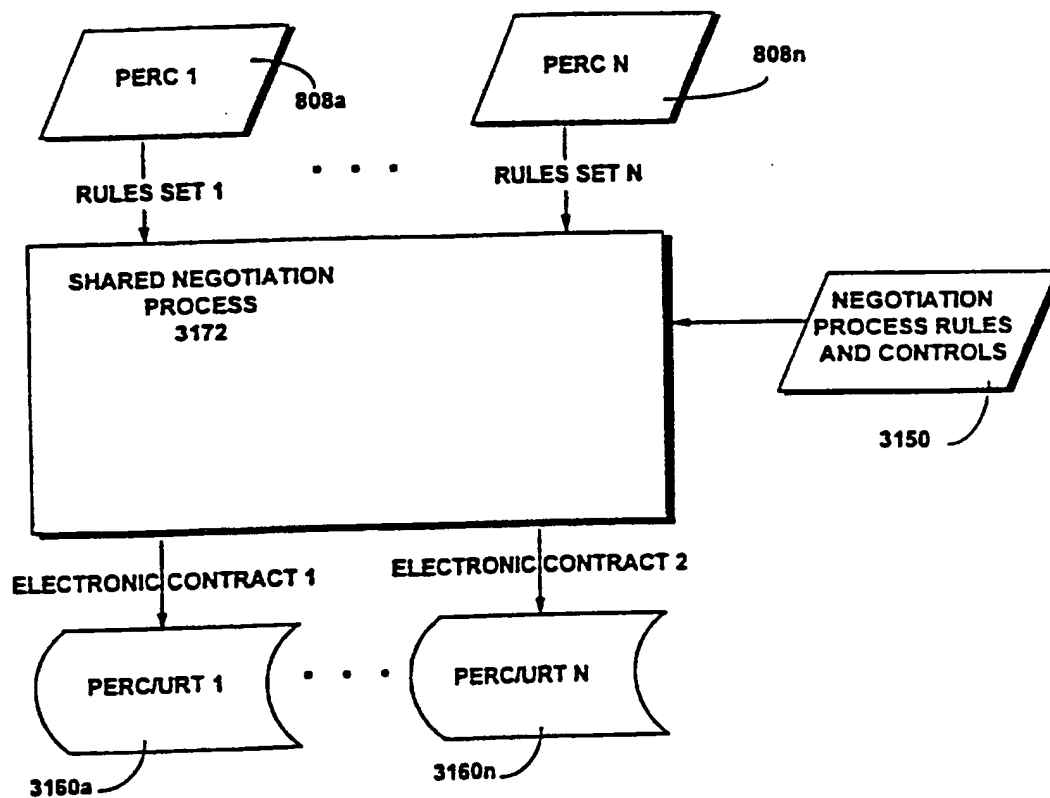 PERC 1
808a
PERC N
808n
RULES SET 1
RULES SET N
SHARED NEGOTIATION
PROCESS
3172
NEGOTIATION
PROCESS RULES
AND CONTROLS
3150
ELECTRONIC CONTRACT 1
ELECTRONIC CONTRACT 2
PERC/URT 1
PERC/URT N
3160a
3160n